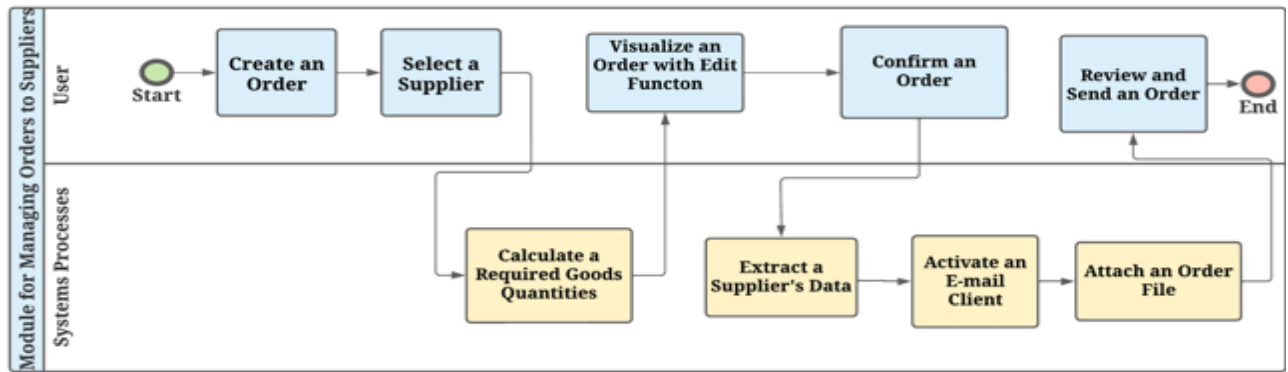 Module for Managing Orders to Suppliers
User
Start
Create an
Order
Select a
Supplier
Visualize an
Order with Edit
Functon
Confirm an
Order
Review and
Send an Order
End
Systems Processes
Calculate a
Required Goods
Quantities
Extract a
Supplier's Data
Activate an
E-mail
Client
Attach an Order
File